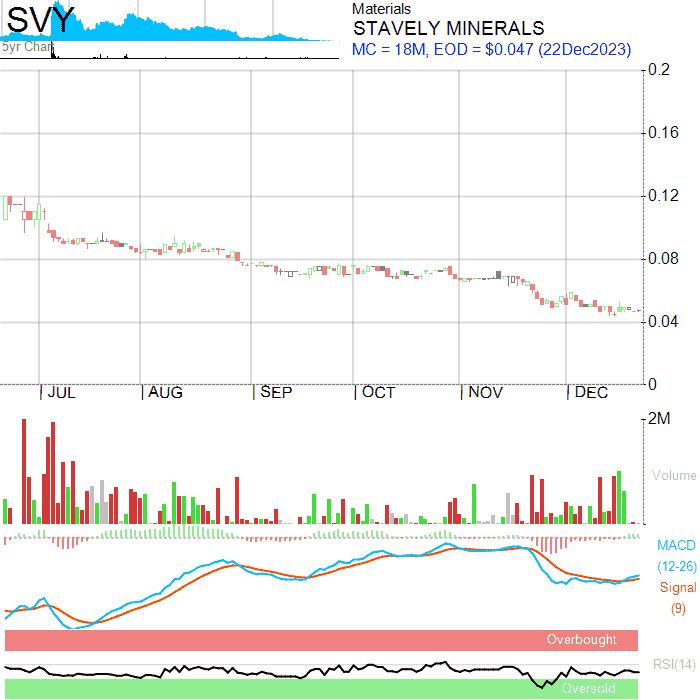 SVY
5yr Chart
Materials
STAVELY MINERALS
MC = 18M, EOD = $0.047 (22Dec2023)
0.2
0.16
0.12
0.08
0.04
0
JUL AUG SEP OCT NOV DEC
2M
Volume
MACD
(12-26)
Signal
(9)
Overbought
RSI(14)
Oversold